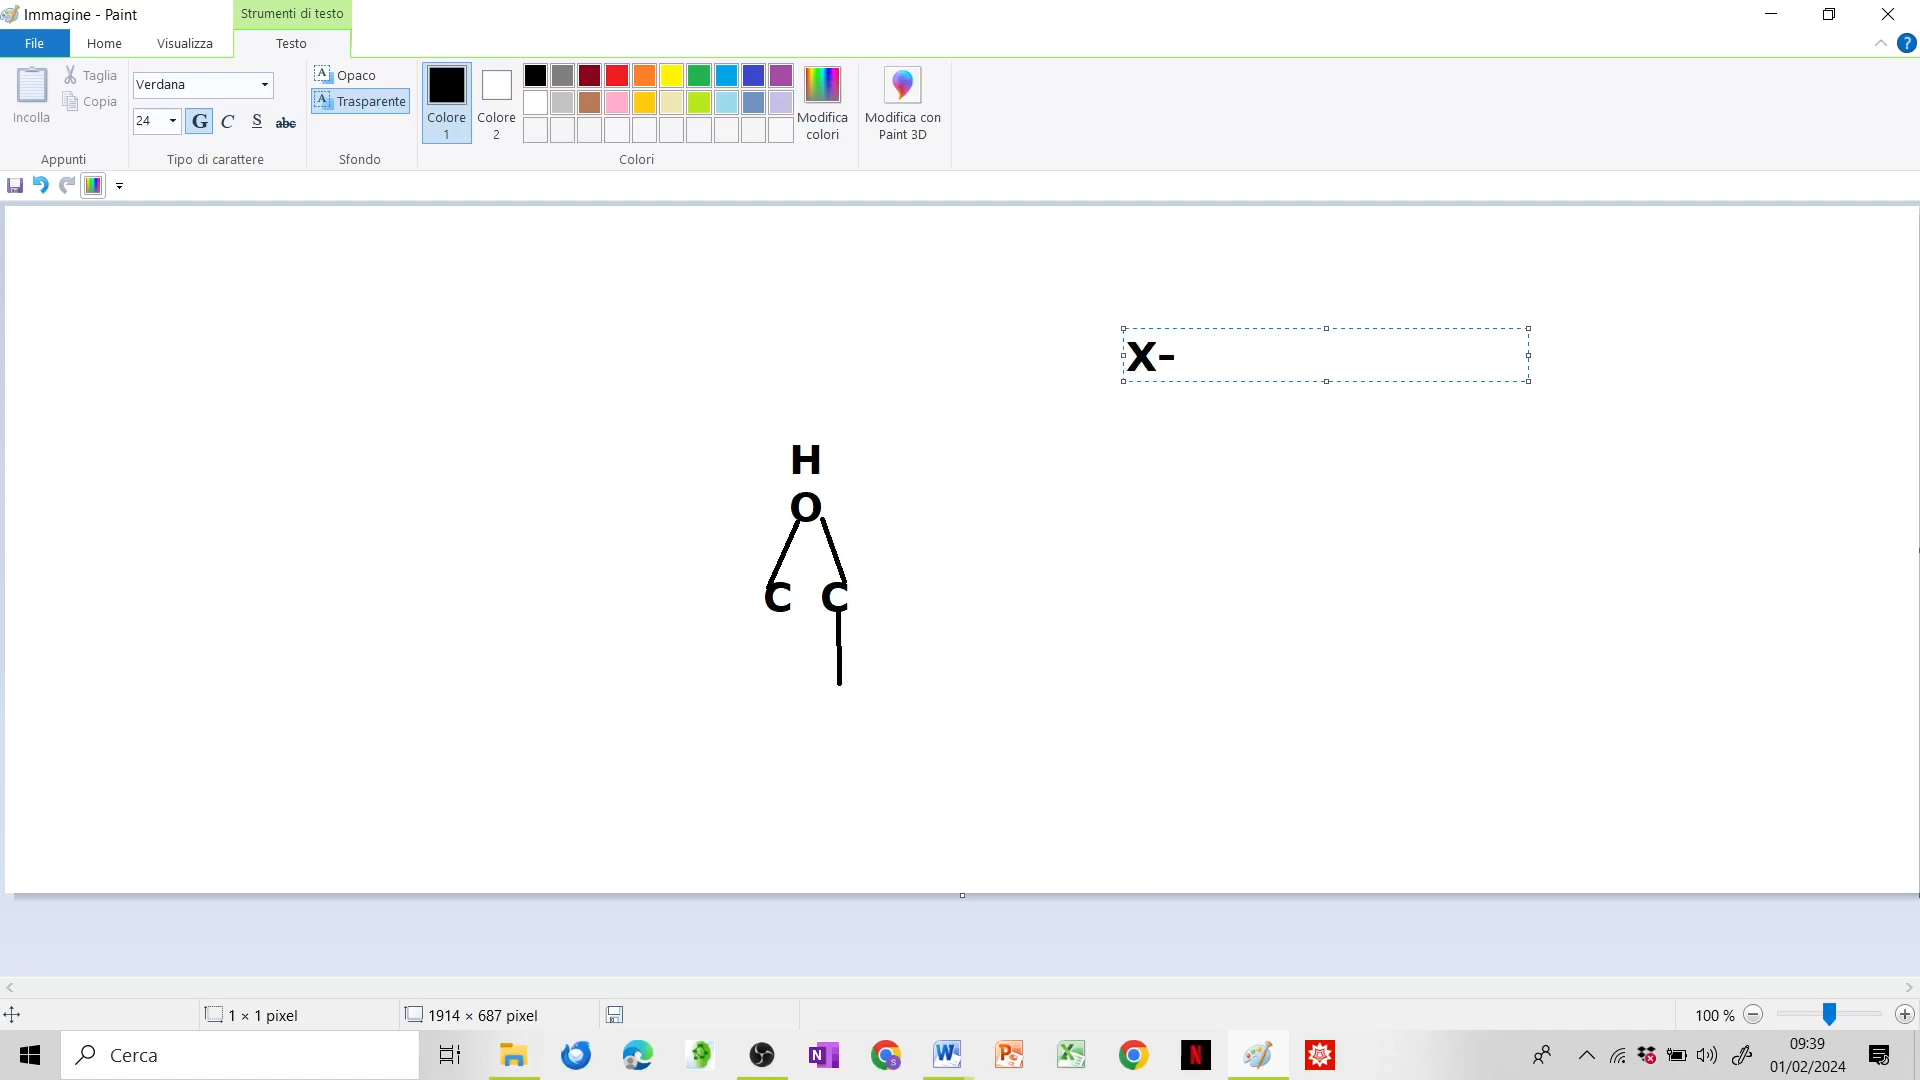 Immagine - Paint
Strumenti di testo
File
Home
Visualizza
Testo
Incolla
Taglia
Copia
Appunti
Verdana
24
G
C
S
abc
Tipo di carattere
A Opaco
A Trasparente
Sfondo
Colore
1
Colore
2
Modifica
colori
Colori
Modifica con
Paint 3D
X-
H
O
C C
1 × 1 pixel
1914 × 687 pixel
100 %
Cerca
09:39
01/02/2024